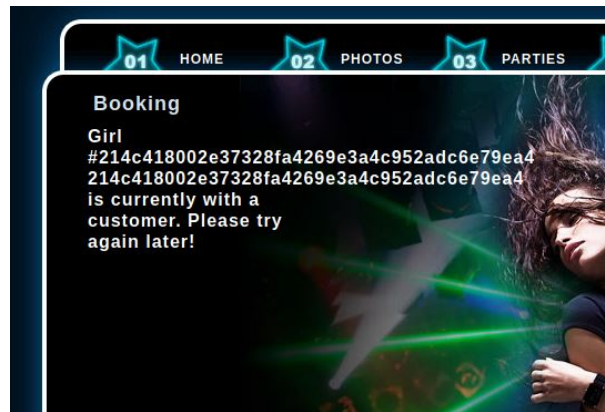 01 HOME 02 PHOTOS 03 PARTIES
Booking
Girl
#214c418002e37328fa4269e3a4c952adc6e79ea4
214c418002e37328fa4269e3a4c952adc6e79ea4
is currently with a
customer. Please try
again later!